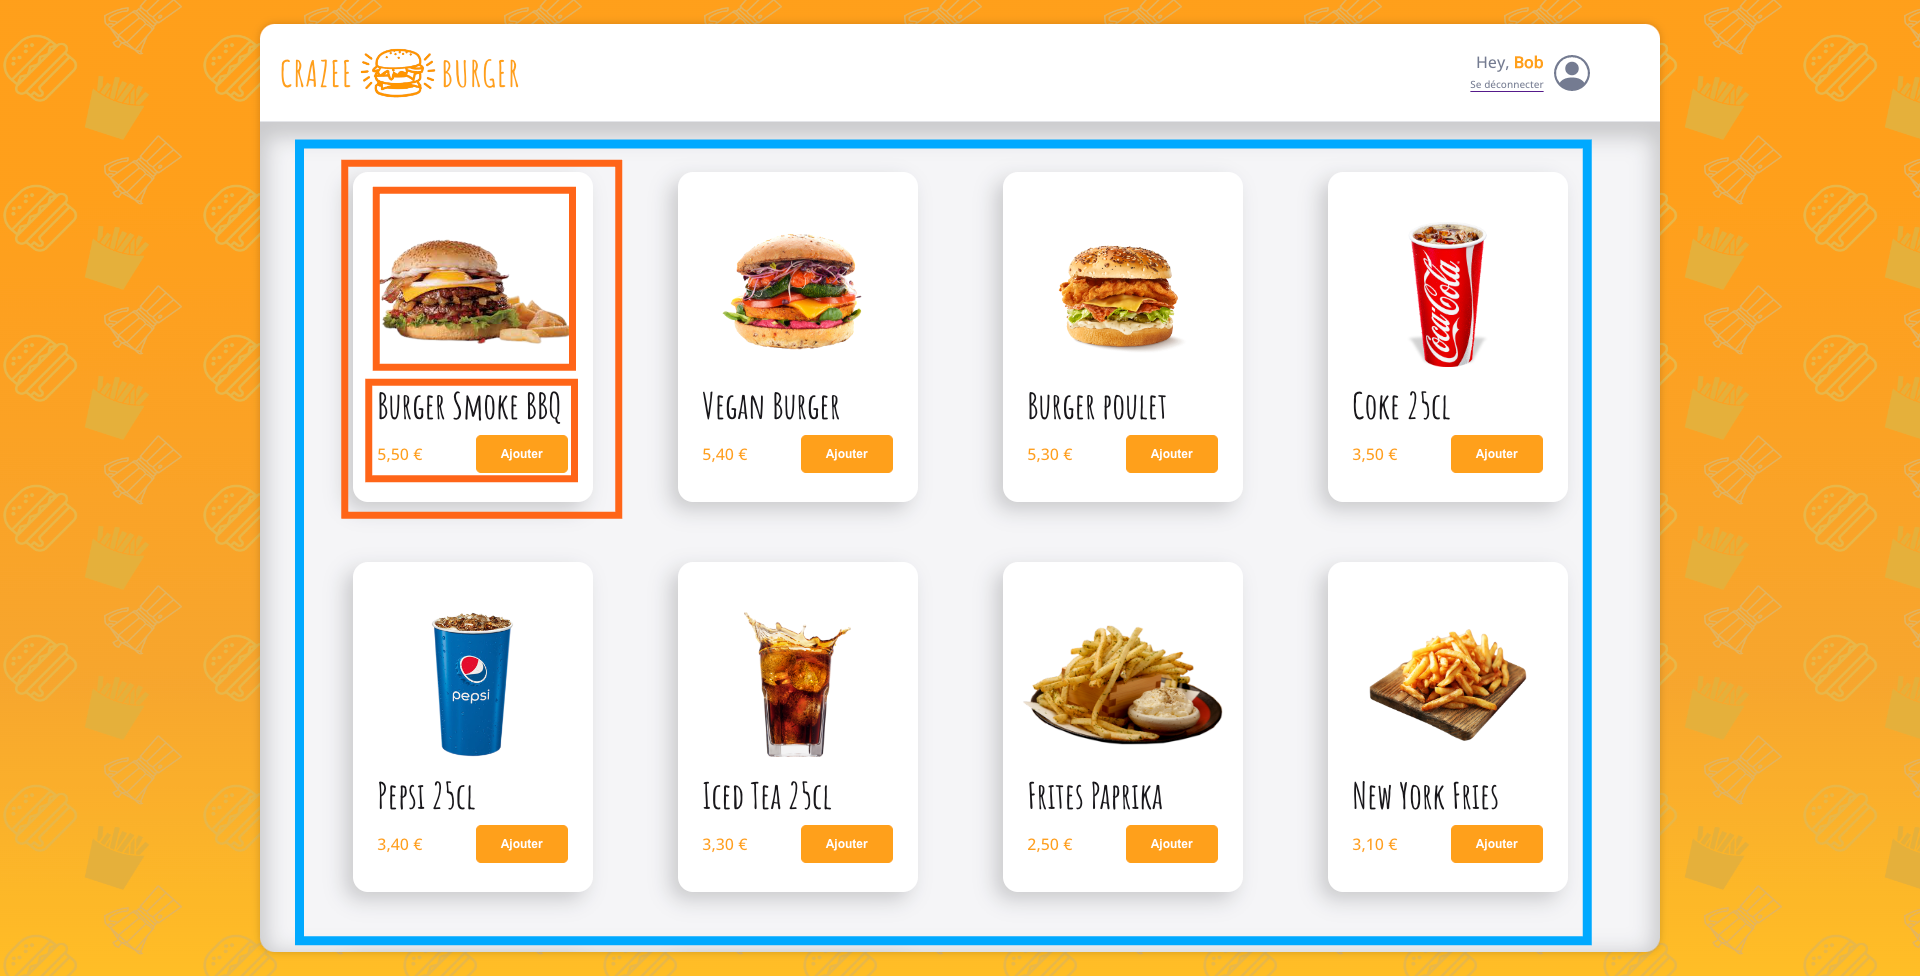 CRAZEE BURGER
Hey, Bob
Se déconnecter
Burger Smoke BBQ
5,50 €
Ajouter
Vegan Burger
5,40 €
Ajouter
Burger poulet
5,30 €
Ajouter
Coca-Cola
Coke 25cl
3,50 €
Ajouter
pepsi
Pepsi 25cl
3,40 €
Ajouter
Iced Tea 25cl
3,30 €
Ajouter
Frites Paprika
2,50 €
Ajouter
New York Fries
3,10 €
Ajouter